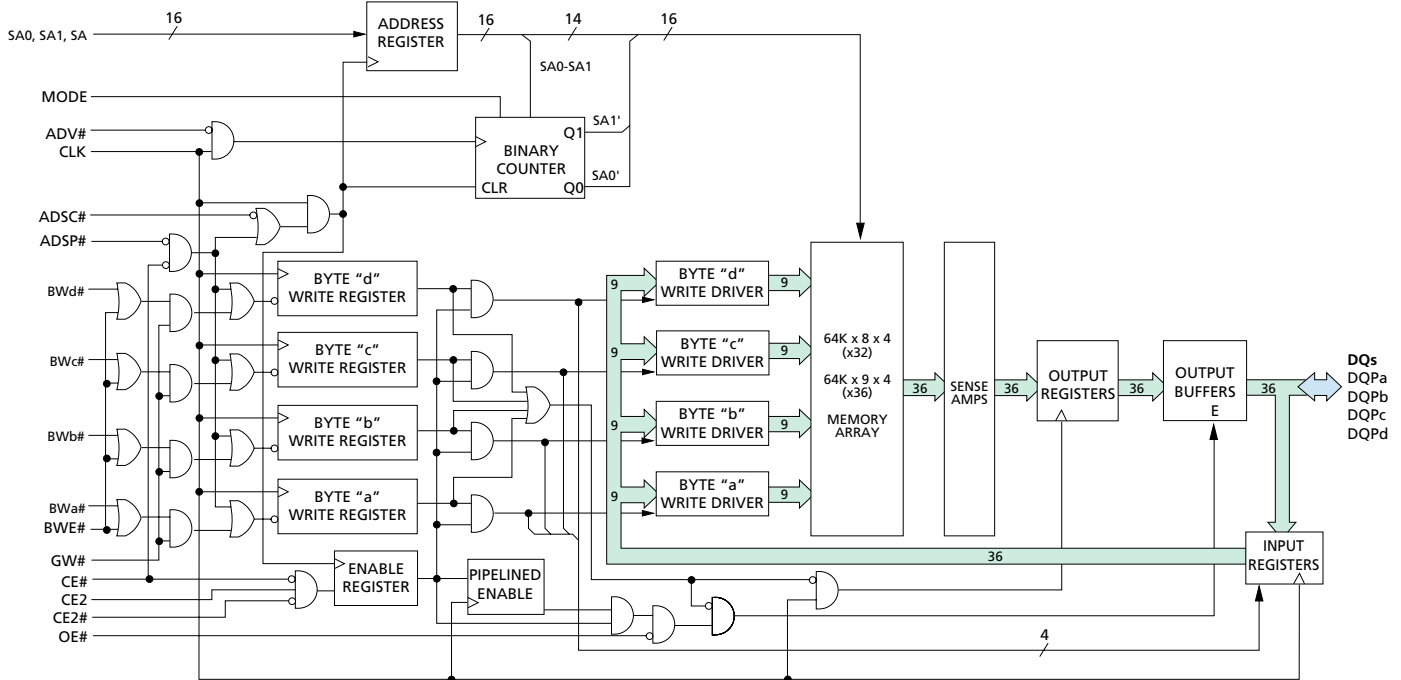 16
SA0, SA1, SA
ADDRESS
REGISTER
16
14
16
SA0-SA1
MODE
ADV#
CLK
BINARY
COUNTER
CLR
Q1
Q0
SA1'
SA0'
ADSC#
ADSP#
BWd#
BWc#
BWb#
BWa#
BWE#
GW#
CE#
CE2
CE2#
OE#
BYTE “d”
WRITE REGISTER
BYTE “c”
WRITE REGISTER
BYTE “b”
WRITE REGISTER
BYTE “a”
WRITE REGISTER
ENABLE
REGISTER
PIPELINED
ENABLE
9
BYTE “d”
WRITE DRIVER
9
9
BYTE “c”
WRITE DRIVER
9
9
BYTE “b”
WRITE DRIVER
9
9
BYTE “a”
WRITE DRIVER
9
64K x 8 x 4
(x32)
64K x 9 x 4
(x36)
MEMORY
ARRAY
36
SENSE
AMPS
36
OUTPUT
REGISTERS
36
OUTPUT
BUFFERS
E
36
DQs
DQPa
DQPb
DQPc
DQPd
36
INPUT
REGISTERS
4